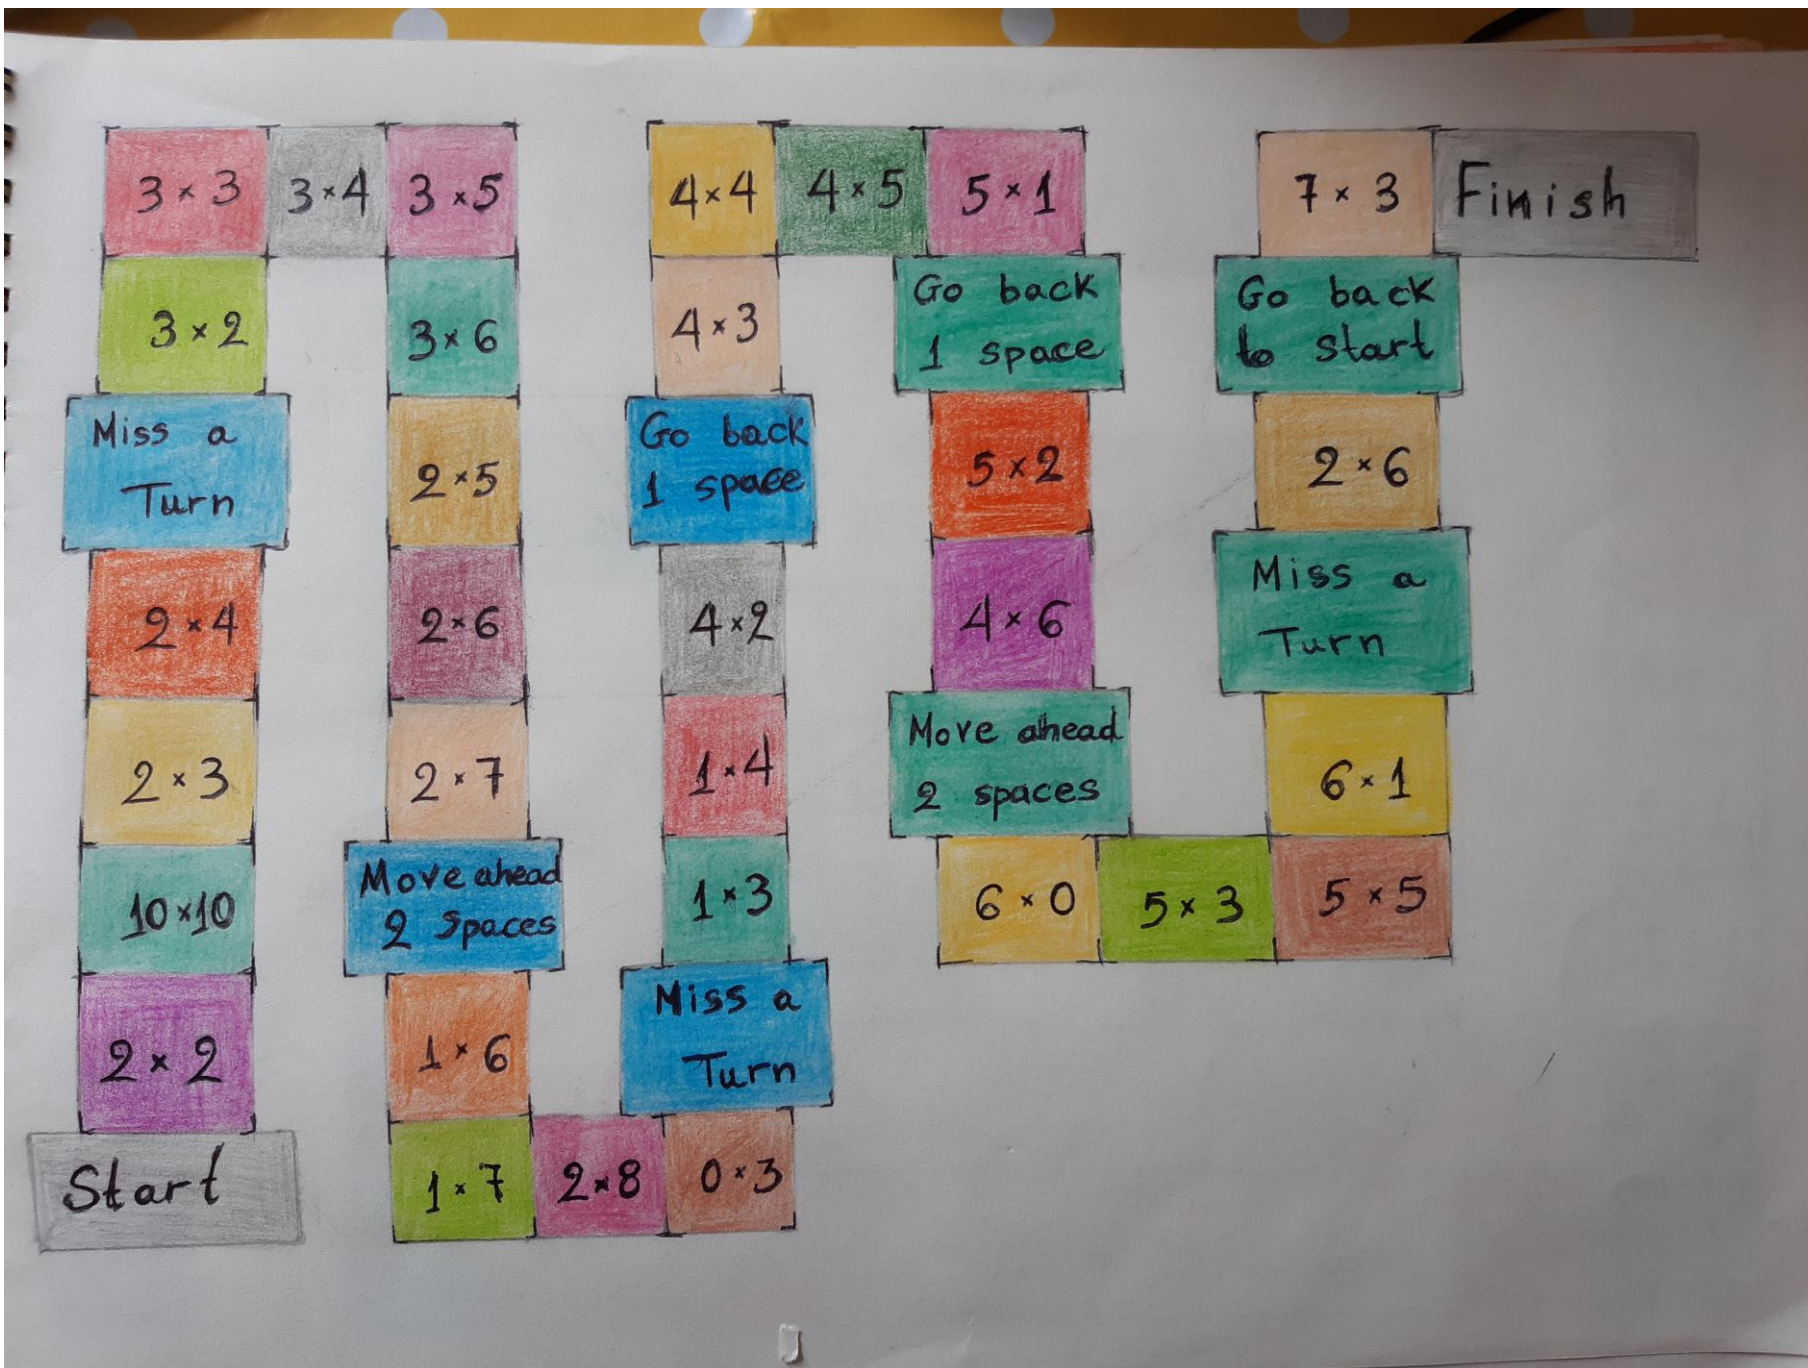 3 × 3 3 × 4 3 × 5 4 × 4 4 × 5 5 × 1 7 × 3 Finish
3 × 2 3 × 6 4 × 3 Go back Go back
1 space to start
Miss a 2 × 5 Go back 5 × 2 2 × 6
Turn 1 space
2 × 4 2 × 6 4 × 2 4 × 6 Miss a
Turn
2 × 3 2 × 7 1 × 4 Move ahead 6 × 1
2 spaces
10 × 10 Move ahead 1 × 3 6 × 0 5 × 3 5 × 5
2 Spaces
2 × 2 1 × 6 Miss a
Turn
Start 1 × 7 2 × 8 0 × 3